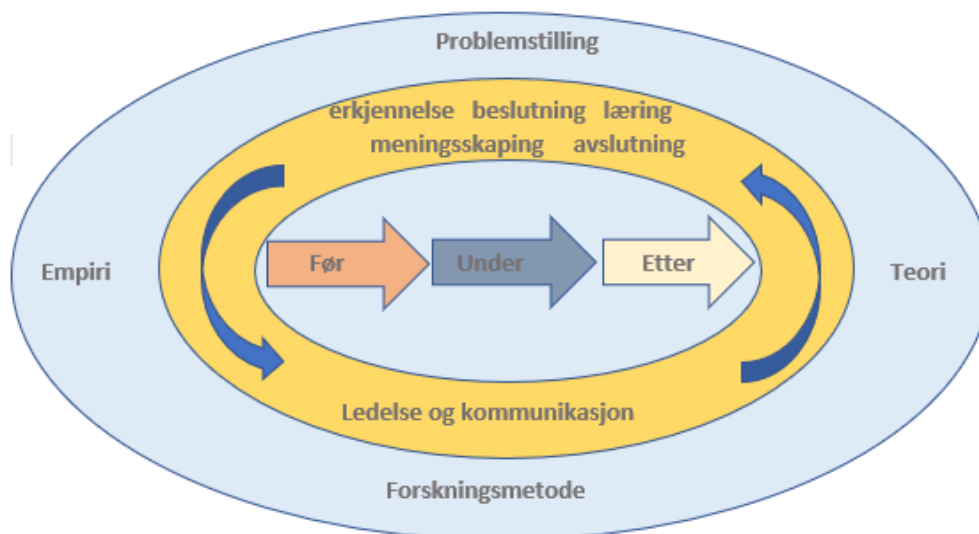 Problemstilling
erkjennelse beslutning læring
meningsskaping avslutning
Empiri
Før
Under
Etter
Teori
Ledelse og kommunikasjon
Forskningsmetode